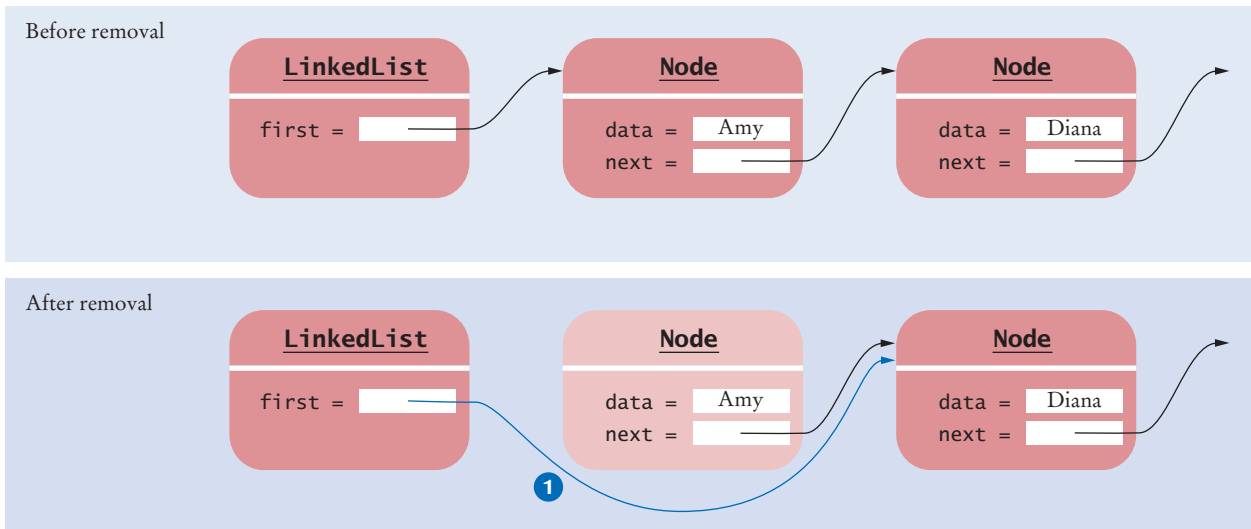 Before removal
LinkedList
Node
Node
first =
data = Amy
data = Diana
next =
next =
After removal
LinkedList
Node
Node
first =
data = Amy
data = Diana
next =
next =
1